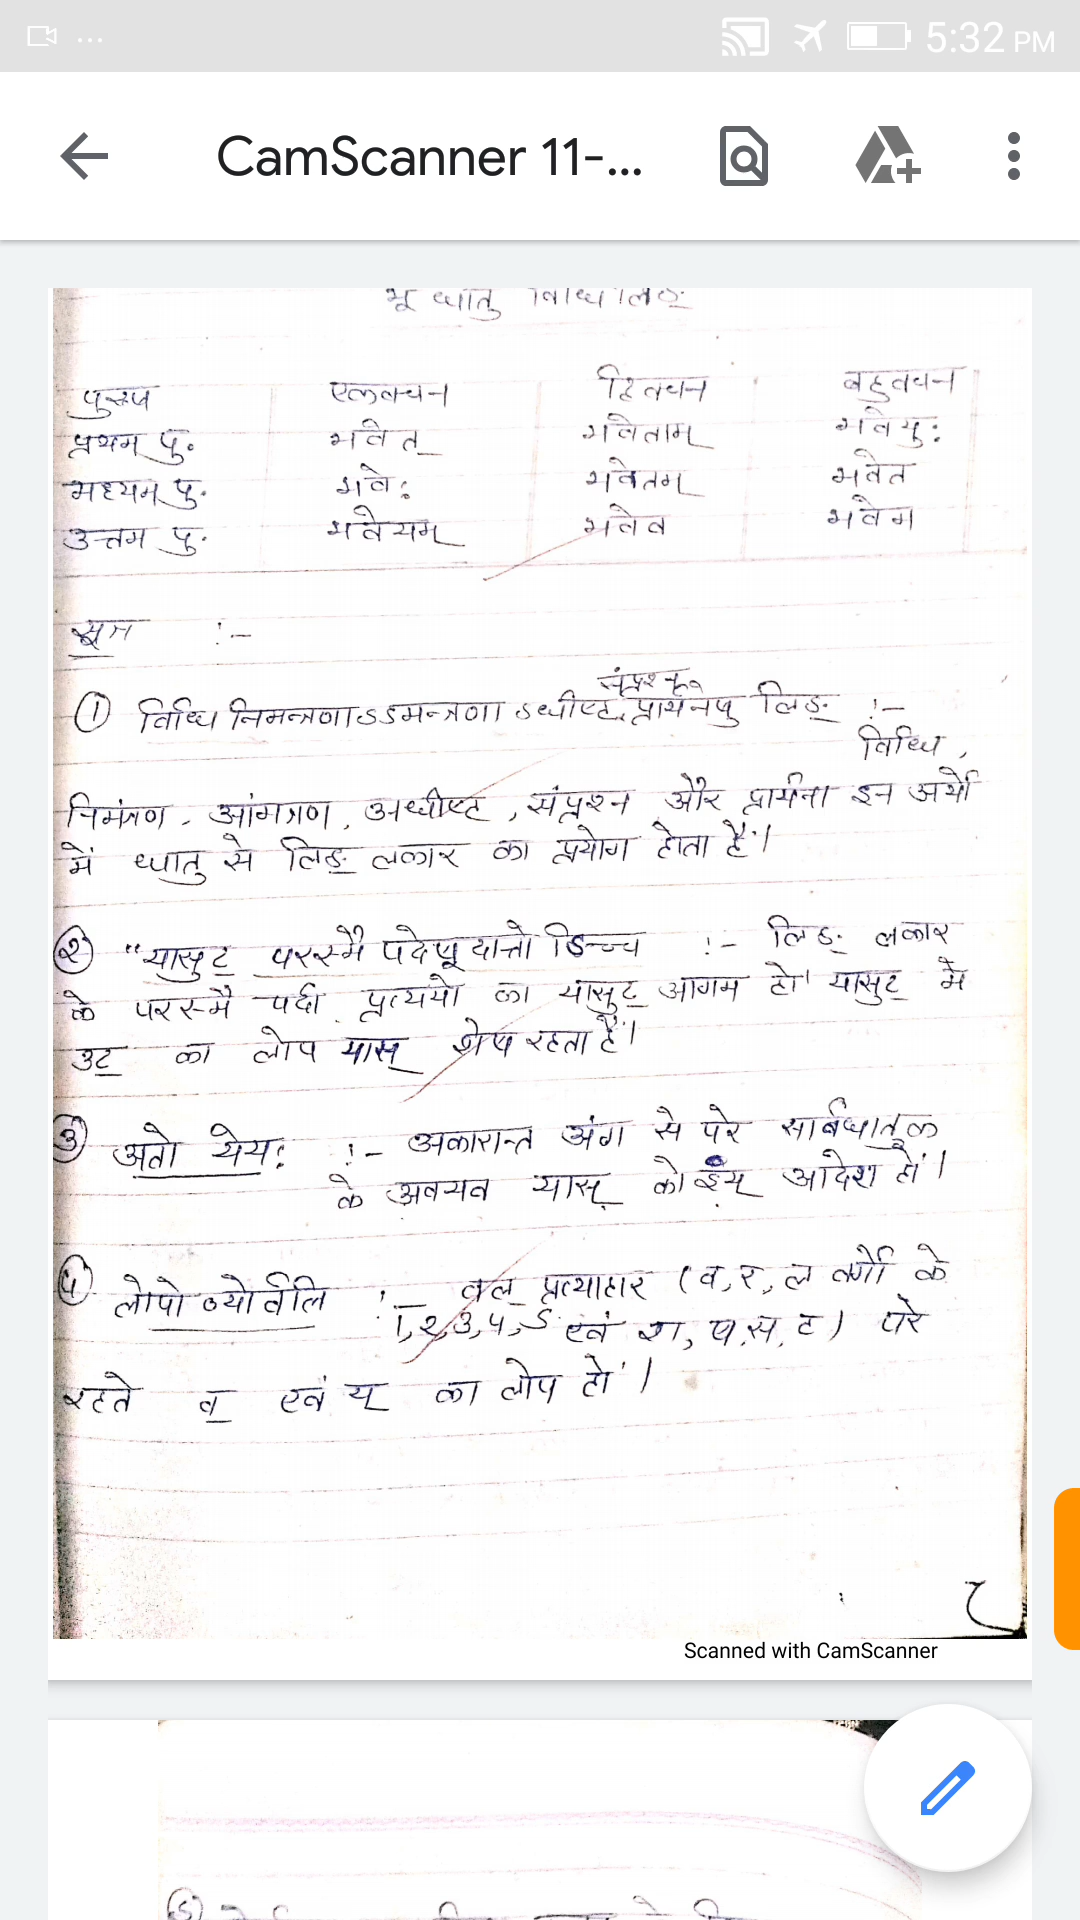 5:32 PM
CamScanner 11-...
भू धातु विधिलिङ्
पुरुष एकवचन द्विवचन बहुवचन
प्रथम पु. भवेत् भवेताम् भवेयुः
मध्यम पु. भवेः भवेतम् भवेत
उत्तम पु. भवेयम् भवेव भवेम
सूत्र :-
संप्रश्न
① विधि निमन्त्रणाऽऽमन्त्रणा ऽधीष्ट प्रार्थनेषु लिङ् :-
विधि,
निमंत्रण, आंमत्रण, अधीष्ट, संप्रश्न और प्रार्थना इन अर्थो
में धातु से लिङ् लकार का प्रयोग होता है।
② "यासुट् परस्मै पदेषू दात्तो ङिच्च :- लिङ् लकार
के परस्मै पदी प्रत्ययो का यासुट् आगम हो। यासुट् मे
उट् का लोप यास् शेष रहता है।
③ अतो येयः :- अकारान्त अंग से परे सार्वधातुक
के अवयव यास् को इय् आदेश हो।
④ लोपो व्योर्वलि :- वल् प्रत्याहार (व,र,ल वर्गो के
1,2,3,4,5 एवं श, ष,स, ह) परे
रहते व् एवं य् का लोप हो।
Scanned with CamScanner